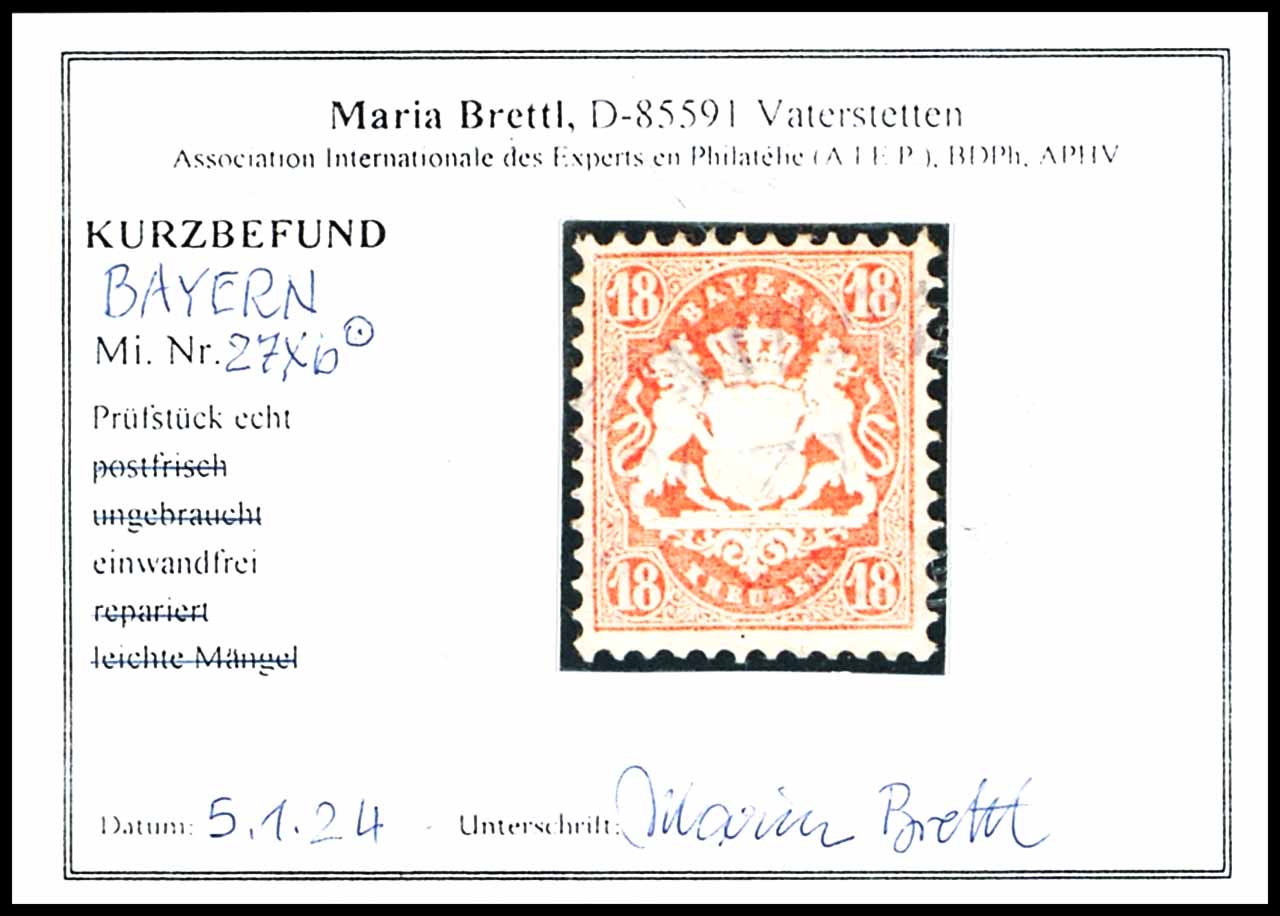 Maria Brettl, D-85591 Vaterstetten
Association Internationale des Experts en Philatélie (A.I.E.P.), BDPh, APHV
KURZBEFUND
BAYERN
Mi. Nr. 27Xb ⊙
Prüfstück echt
postfrisch
ungebraucht
einwandfrei
repariert
leichte Mängel
18 18
BAYERN
KREUZER
18 18
Datum: 5.1.24 Unterschrift: Maria Brettl